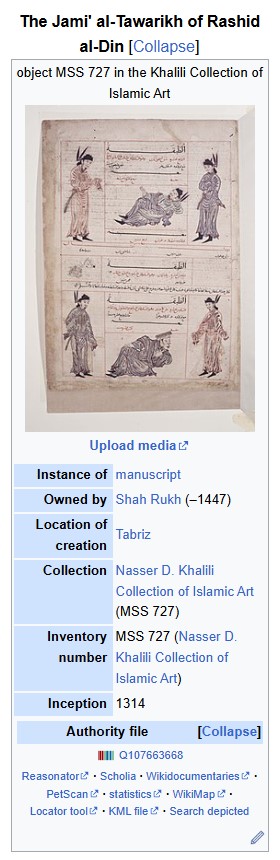 The Jami' al-Tawarikh of Rashid
al-Din [Collapse]
object MSS 727 in the Khalili Collection of
Islamic Art
Upload media
Instance of manuscript
Owned by Shah Rukh (–1447)
Location of
creation
Tabriz
Collection Nasser D. Khalili
Collection of Islamic Art
(MSS 727)
Inventory
number
MSS 727 (Nasser D.
Khalili Collection of
Islamic Art)
Inception 1314
Authority file [Collapse]
Q107663668
Reasonator · Scholia · Wikidocumentaries ·
PetScan · statistics · WikiMap ·
Locator tool · KML file · Search depicted